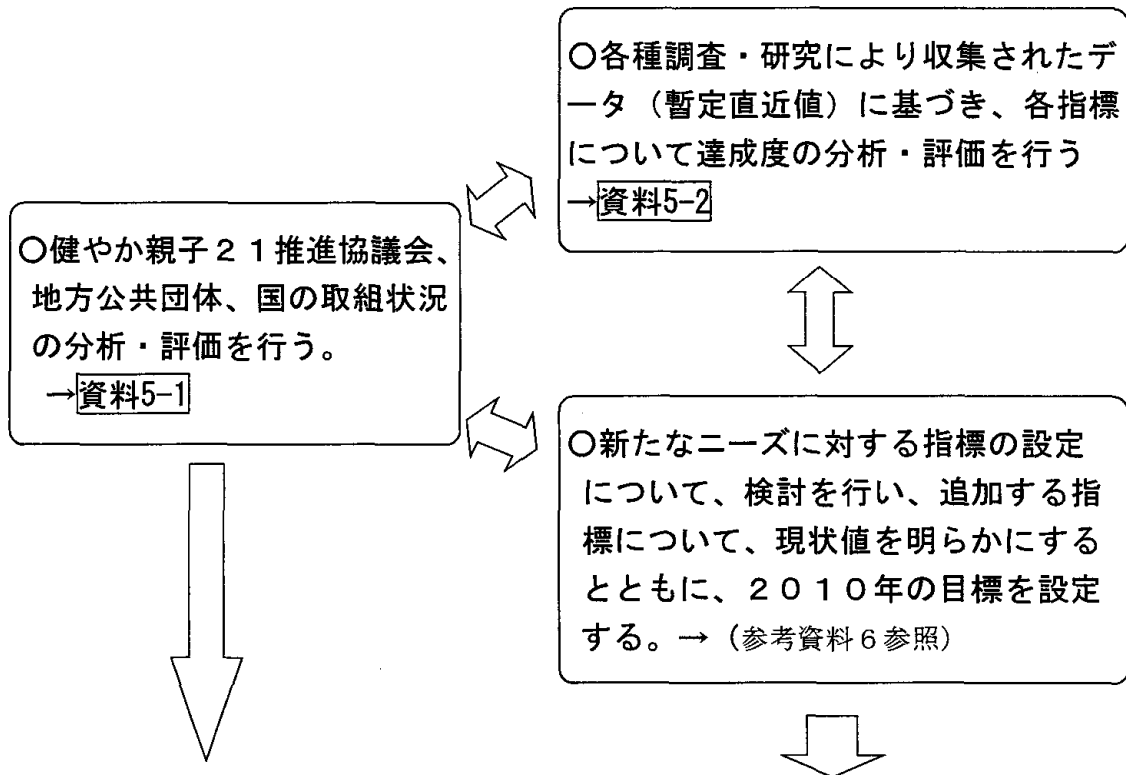 ○各種調査・研究により収集されたデ
ータ（暫定直近値）に基づき、各指標
について達成度の分析・評価を行う
→資料5-2
○健やか親子２１推進協議会、
地方公共団体、国の取組状況
の分析・評価を行う。
→資料5-1
○新たなニーズに対する指標の設定
について、検討を行い、追加する指
標について、現状値を明らかにする
とともに、２０１０年の目標を設定
する。→（参考資料６参照）